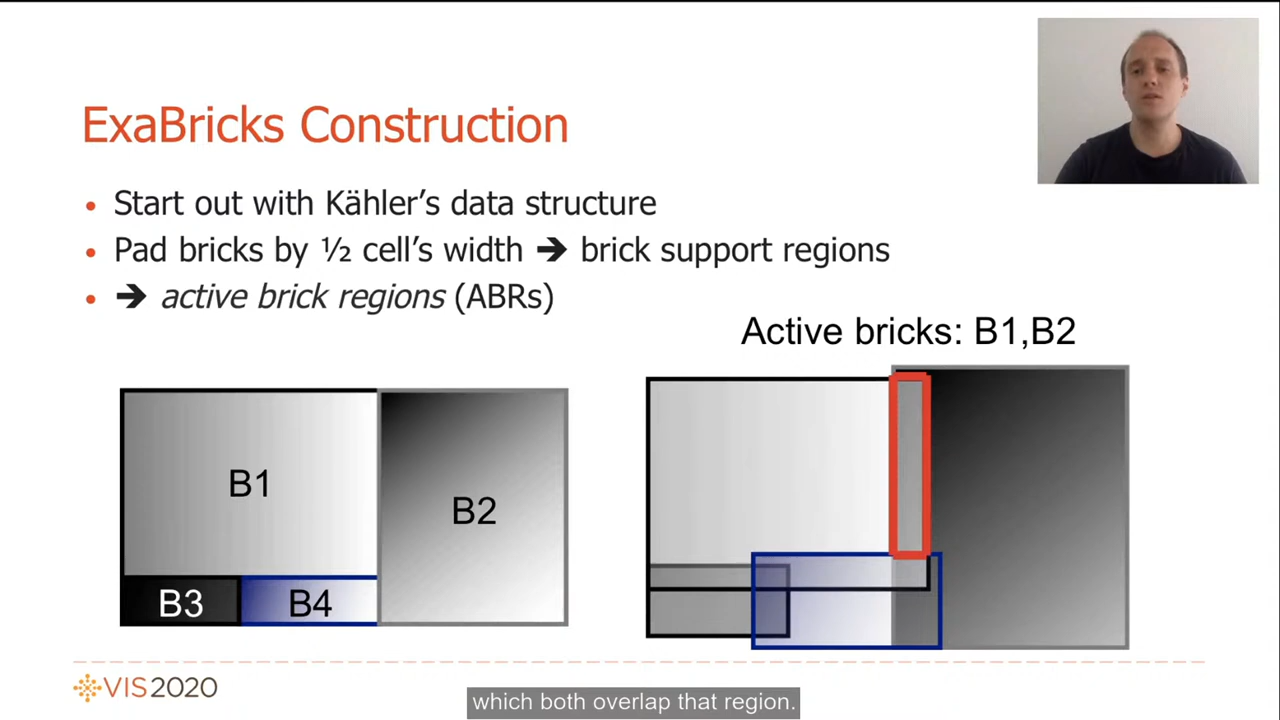 ExaBricks Construction
• Start out with Kähler's data structure
• Pad bricks by ½ cell's width ➔ brick support regions
• ➔ active brick regions (ABRs)
Active bricks: B1,B2
B1
B2
B3
B4
VIS2020
which both overlap that region.